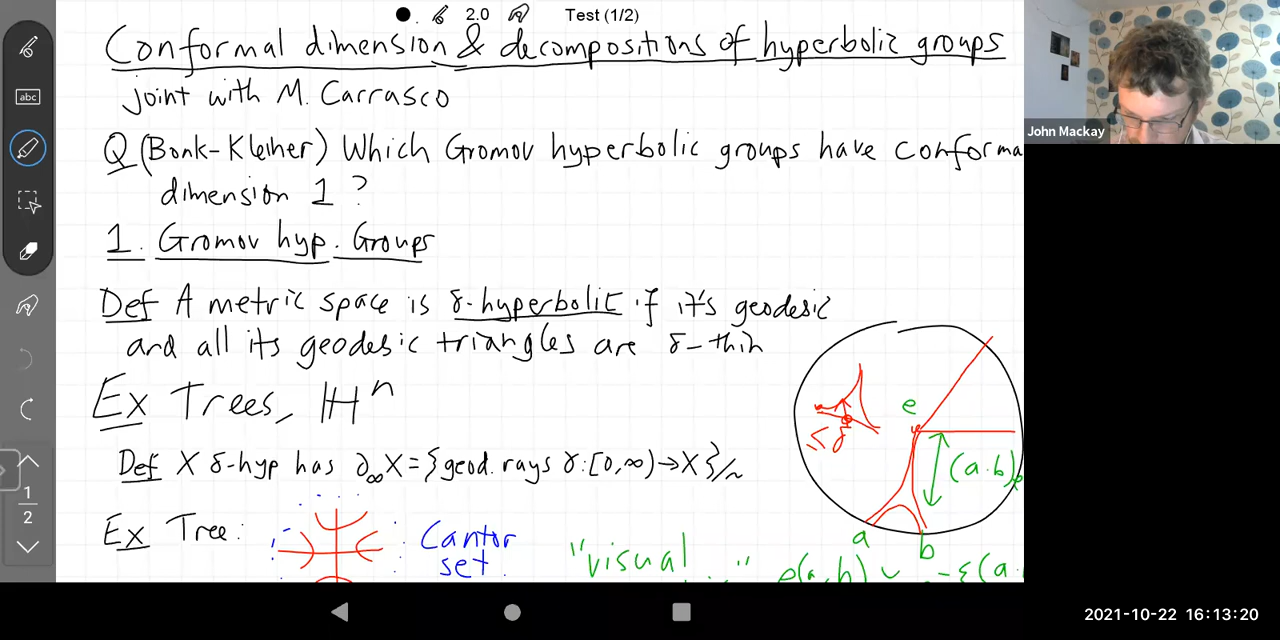 2.0 Test (1/2)
Conformal dimension & decompositions of hyperbolic groups
joint with M. Carrasco
John Mackay
abc
Q (Bonk-Kleiner) Which Gromov hyperbolic groups have conforma
dimension 1 ?
1. Gromov hyp. Groups
Def A metric space is δ-hyperbolic if it's geodesic
and all its geodesic triangles are δ-thin
Ex Trees, ℍⁿ
e
≤δ
Def X δ-hyp has ∂∞X = {geod. rays γ:[0,∞)→X}/~
(a·b)e
1
2
Ex Tree:
Cantor
set.
a b
"visual
" ρ(a,b)
2021-10-22 16:13:20